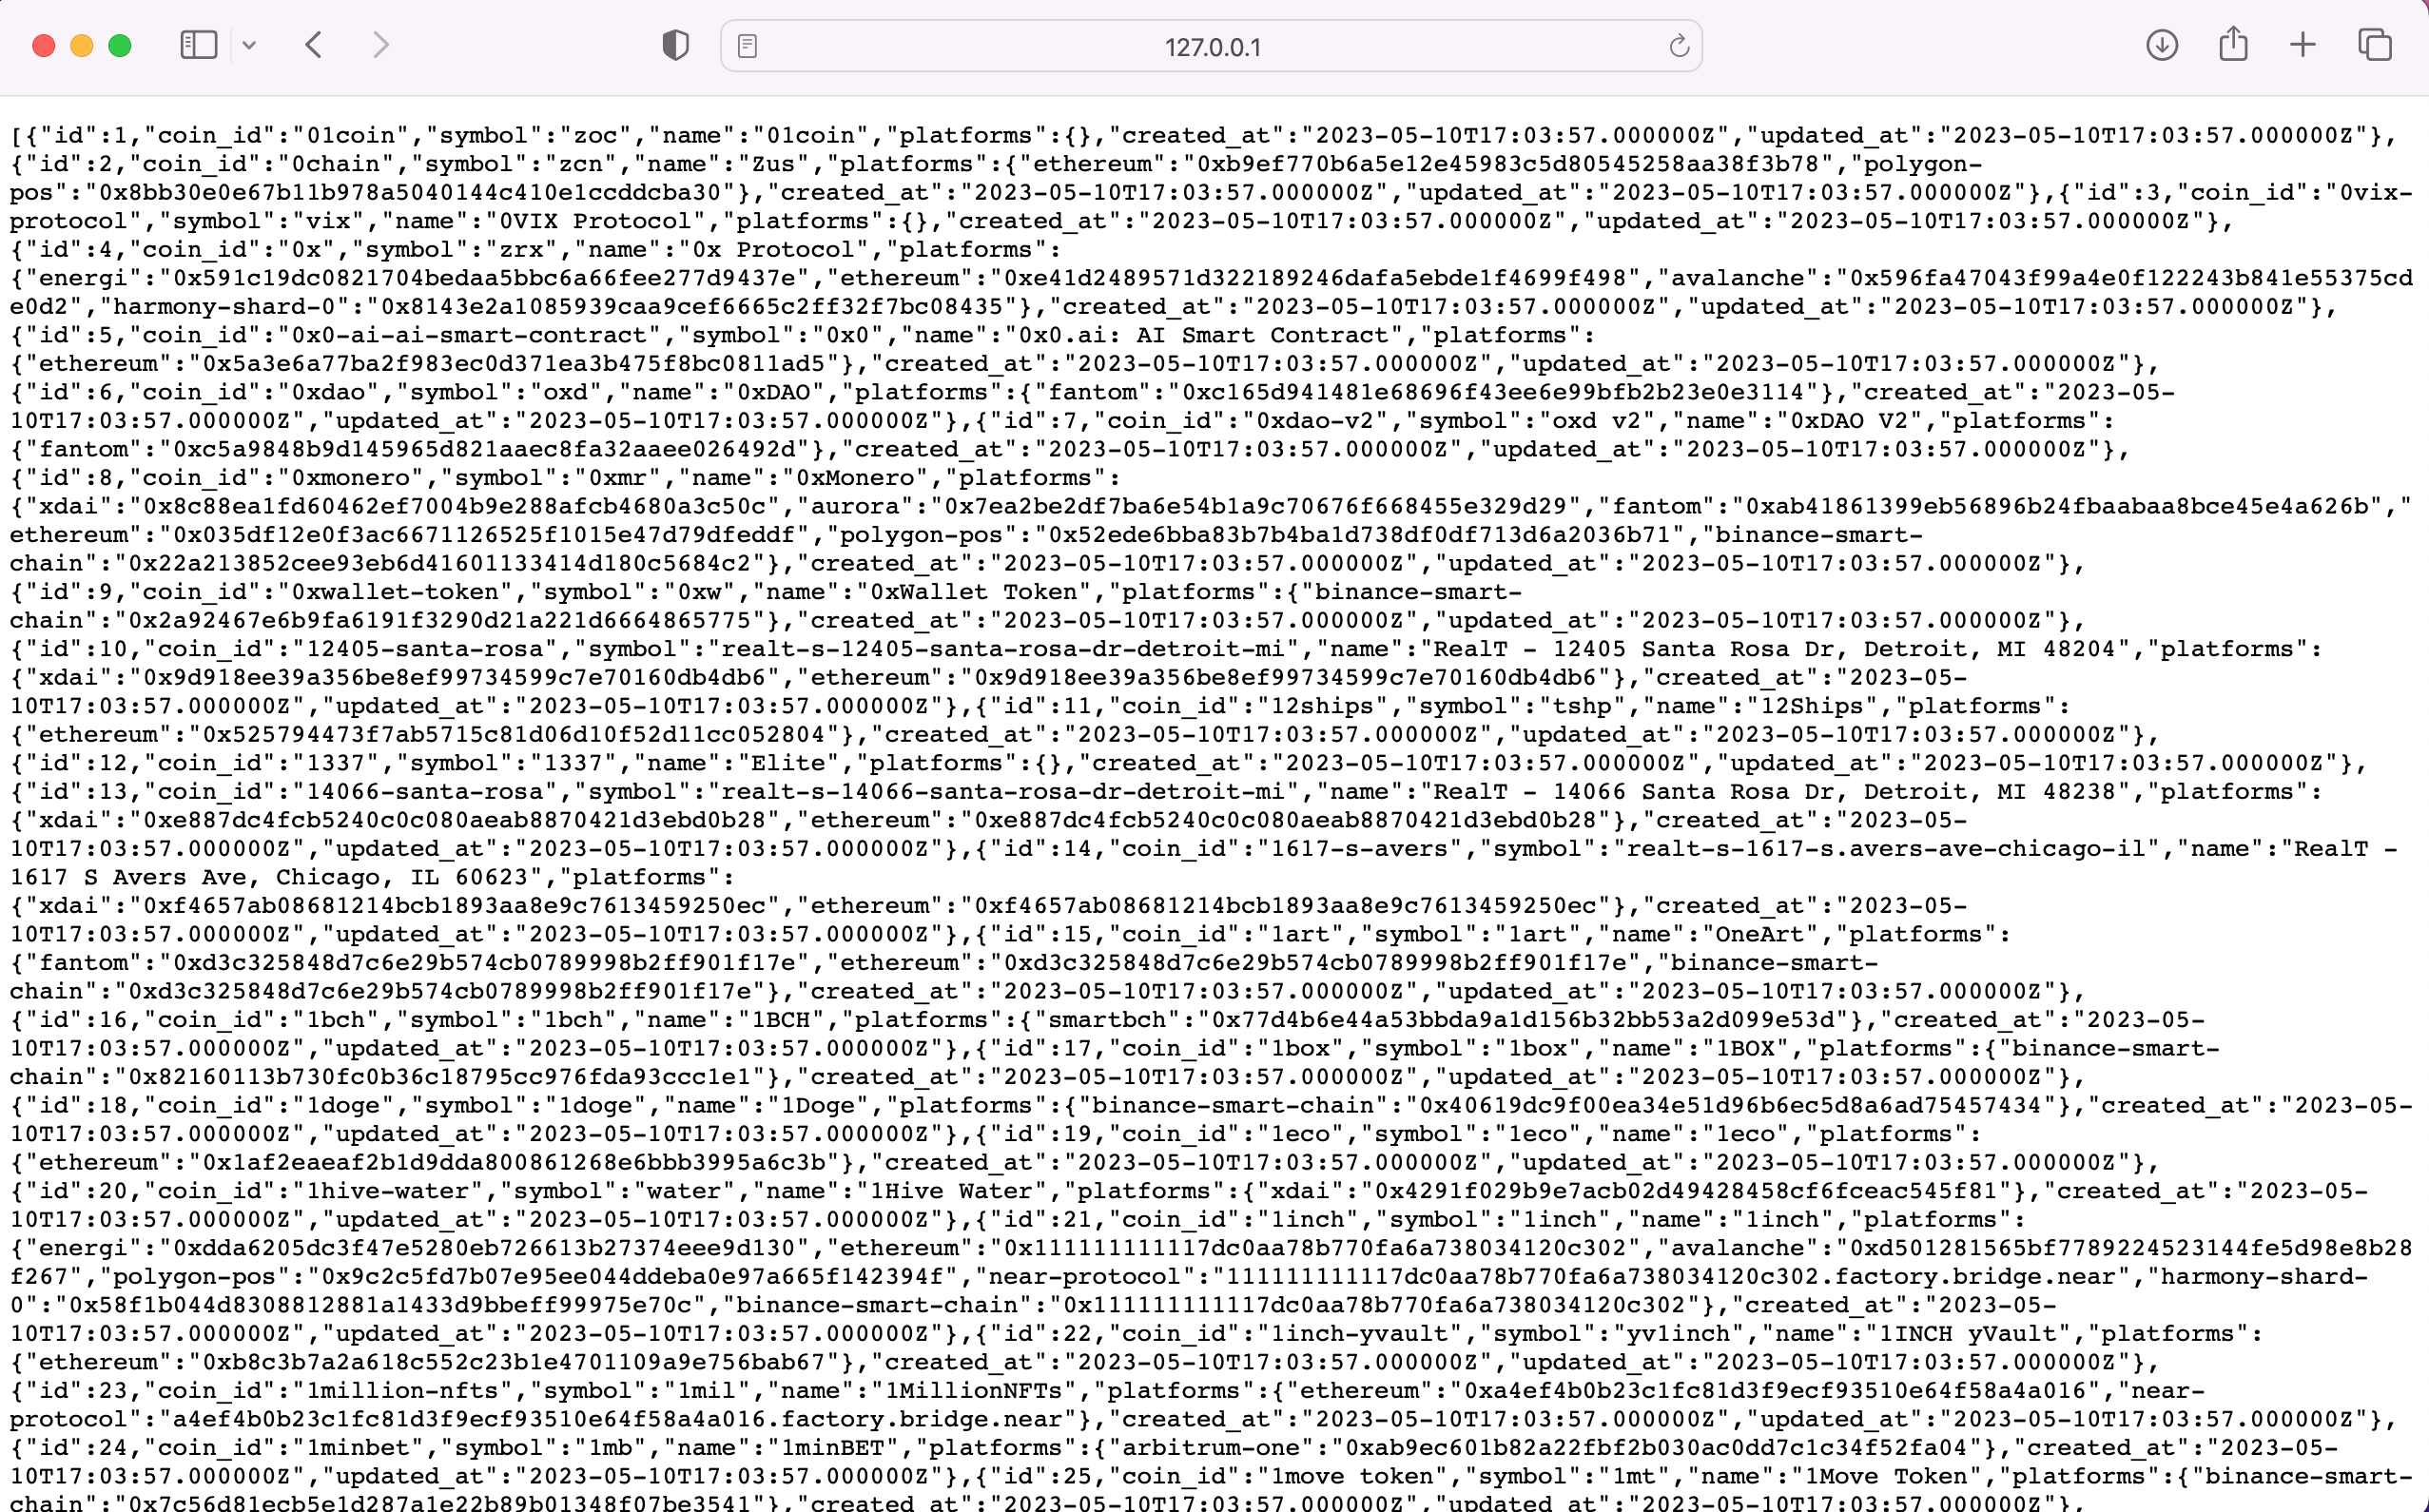 127.0.0.1
[{"id":1,"coin_id":"01coin","symbol":"zoc","name":"01coin","platforms":{},"created_at":"2023-05-10T17:03:57.000000Z","updated_at":"2023-05-10T17:03:57.000000Z"},
{"id":2,"coin_id":"0chain","symbol":"zcn","name":"Zus","platforms":{"ethereum":"0xb9ef770b6a5e12e45983c5d80545258aa38f3b78","polygon-
pos":"0x8bb30e0e67b11b978a5040144c410e1ccddcba30"},"created_at":"2023-05-10T17:03:57.000000Z","updated_at":"2023-05-10T17:03:57.000000Z"},{"id":3,"coin_id":"0vix-
protocol","symbol":"vix","name":"0VIX Protocol","platforms":{},"created_at":"2023-05-10T17:03:57.000000Z","updated_at":"2023-05-10T17:03:57.000000Z"},
{"id":4,"coin_id":"0x","symbol":"zrx","name":"0x Protocol","platforms":
{"energi":"0x591c19dc0821704bedaa5bbc6a66fee277d9437e","ethereum":"0xe41d2489571d322189246dafa5ebde1f4699f498","avalanche":"0x596fa47043f99a4e0f122243b841e55375cd
e0d2","harmony-shard-0":"0x8143e2a1085939caa9cef6665c2ff32f7bc08435"},"created_at":"2023-05-10T17:03:57.000000Z","updated_at":"2023-05-10T17:03:57.000000Z"},
{"id":5,"coin_id":"0x0-ai-ai-smart-contract","symbol":"0x0","name":"0x0.ai: AI Smart Contract","platforms":
{"ethereum":"0x5a3e6a77ba2f983ec0d371ea3b475f8bc0811ad5"},"created_at":"2023-05-10T17:03:57.000000Z","updated_at":"2023-05-10T17:03:57.000000Z"},
{"id":6,"coin_id":"0xdao","symbol":"oxd","name":"0xDAO","platforms":{"fantom":"0xc165d941481e68696f43ee6e99bfb2b23e0e3114"},"created_at":"2023-05-
10T17:03:57.000000Z","updated_at":"2023-05-10T17:03:57.000000Z"},{"id":7,"coin_id":"0xdao-v2","symbol":"oxd v2","name":"0xDAO V2","platforms":
{"fantom":"0xc5a9848b9d145965d821aaec8fa32aaee026492d"},"created_at":"2023-05-10T17:03:57.000000Z","updated_at":"2023-05-10T17:03:57.000000Z"},
{"id":8,"coin_id":"0xmonero","symbol":"0xmr","name":"0xMonero","platforms":
{"xdai":"0x8c88ea1fd60462ef7004b9e288afcb4680a3c50c","aurora":"0x7ea2be2df7ba6e54b1a9c70676f668455e329d29","fantom":"0xab41861399eb56896b24fbaabaa8bce45e4a626b","
ethereum":"0x035df12e0f3ac6671126525f1015e47d79dfeddf","polygon-pos":"0x52ede6bba83b7b4ba1d738df0df713d6a2036b71","binance-smart-
chain":"0x22a213852cee93eb6d41601133414d180c5684c2"},"created_at":"2023-05-10T17:03:57.000000Z","updated_at":"2023-05-10T17:03:57.000000Z"},
{"id":9,"coin_id":"0xwallet-token","symbol":"0xw","name":"0xWallet Token","platforms":{"binance-smart-
chain":"0x2a92467e6b9fa6191f3290d21a221d6664865775"},"created_at":"2023-05-10T17:03:57.000000Z","updated_at":"2023-05-10T17:03:57.000000Z"},
{"id":10,"coin_id":"12405-santa-rosa","symbol":"realt-s-12405-santa-rosa-dr-detroit-mi","name":"RealT - 12405 Santa Rosa Dr, Detroit, MI 48204","platforms":
{"xdai":"0x9d918ee39a356be8ef99734599c7e70160db4db6","ethereum":"0x9d918ee39a356be8ef99734599c7e70160db4db6"},"created_at":"2023-05-
10T17:03:57.000000Z","updated_at":"2023-05-10T17:03:57.000000Z"},{"id":11,"coin_id":"12ships","symbol":"tshp","name":"12Ships","platforms":
{"ethereum":"0x525794473f7ab5715c81d06d10f52d11cc052804"},"created_at":"2023-05-10T17:03:57.000000Z","updated_at":"2023-05-10T17:03:57.000000Z"},
{"id":12,"coin_id":"1337","symbol":"1337","name":"Elite","platforms":{},"created_at":"2023-05-10T17:03:57.000000Z","updated_at":"2023-05-10T17:03:57.000000Z"},
{"id":13,"coin_id":"14066-santa-rosa","symbol":"realt-s-14066-santa-rosa-dr-detroit-mi","name":"RealT - 14066 Santa Rosa Dr, Detroit, MI 48238","platforms":
{"xdai":"0xe887dc4fcb5240c0c080aeab8870421d3ebd0b28","ethereum":"0xe887dc4fcb5240c0c080aeab8870421d3ebd0b28"},"created_at":"2023-05-
10T17:03:57.000000Z","updated_at":"2023-05-10T17:03:57.000000Z"},{"id":14,"coin_id":"1617-s-avers","symbol":"realt-s-1617-s.avers-ave-chicago-il","name":"RealT -
1617 S Avers Ave, Chicago, IL 60623","platforms":
{"xdai":"0xf4657ab08681214bcb1893aa8e9c7613459250ec","ethereum":"0xf4657ab08681214bcb1893aa8e9c7613459250ec"},"created_at":"2023-05-
10T17:03:57.000000Z","updated_at":"2023-05-10T17:03:57.000000Z"},{"id":15,"coin_id":"1art","symbol":"1art","name":"OneArt","platforms":
{"fantom":"0xd3c325848d7c6e29b574cb0789998b2ff901f17e","ethereum":"0xd3c325848d7c6e29b574cb0789998b2ff901f17e","binance-smart-
chain":"0xd3c325848d7c6e29b574cb0789998b2ff901f17e"},"created_at":"2023-05-10T17:03:57.000000Z","updated_at":"2023-05-10T17:03:57.000000Z"},
{"id":16,"coin_id":"1bch","symbol":"1bch","name":"1BCH","platforms":{"smartbch":"0x77d4b6e44a53bbda9a1d156b32bb53a2d099e53d"},"created_at":"2023-05-
10T17:03:57.000000Z","updated_at":"2023-05-10T17:03:57.000000Z"},{"id":17,"coin_id":"1box","symbol":"1box","name":"1BOX","platforms":{"binance-smart-
chain":"0x82160113b730fc0b36c18795cc976fda93ccc1e1"},"created_at":"2023-05-10T17:03:57.000000Z","updated_at":"2023-05-10T17:03:57.000000Z"},
{"id":18,"coin_id":"1doge","symbol":"1doge","name":"1Doge","platforms":{"binance-smart-chain":"0x40619dc9f00ea34e51d96b6ec5d8a6ad75457434"},"created_at":"2023-05-
10T17:03:57.000000Z","updated_at":"2023-05-10T17:03:57.000000Z"},{"id":19,"coin_id":"1eco","symbol":"1eco","name":"1eco","platforms":
{"ethereum":"0x1af2eaeaf2b1d9dda800861268e6bbb3995a6c3b"},"created_at":"2023-05-10T17:03:57.000000Z","updated_at":"2023-05-10T17:03:57.000000Z"},
{"id":20,"coin_id":"1hive-water","symbol":"water","name":"1Hive Water","platforms":{"xdai":"0x4291f029b9e7acb02d49428458cf6fceac545f81"},"created_at":"2023-05-
10T17:03:57.000000Z","updated_at":"2023-05-10T17:03:57.000000Z"},{"id":21,"coin_id":"1inch","symbol":"1inch","name":"1inch","platforms":
{"energi":"0xdda6205dc3f47e5280eb726613b27374eee9d130","ethereum":"0x111111111117dc0aa78b770fa6a738034120c302","avalanche":"0xd501281565bf7789224523144fe5d98e8b28
f267","polygon-pos":"0x9c2c5fd7b07e95ee044ddeba0e97a665f142394f","near-protocol":"111111111117dc0aa78b770fa6a738034120c302.factory.bridge.near","harmony-shard-
0":"0x58f1b044d8308812881a1433d9bbeff99975e70c","binance-smart-chain":"0x111111111117dc0aa78b770fa6a738034120c302"},"created_at":"2023-05-
10T17:03:57.000000Z","updated_at":"2023-05-10T17:03:57.000000Z"},{"id":22,"coin_id":"1inch-yvault","symbol":"yv1inch","name":"1INCH yVault","platforms":
{"ethereum":"0xb8c3b7a2a618c552c23b1e4701109a9e756bab67"},"created_at":"2023-05-10T17:03:57.000000Z","updated_at":"2023-05-10T17:03:57.000000Z"},
{"id":23,"coin_id":"1million-nfts","symbol":"1mil","name":"1MillionNFTs","platforms":{"ethereum":"0xa4ef4b0b23c1fc81d3f9ecf93510e64f58a4a016","near-
protocol":"a4ef4b0b23c1fc81d3f9ecf93510e64f58a4a016.factory.bridge.near"},"created_at":"2023-05-10T17:03:57.000000Z","updated_at":"2023-05-10T17:03:57.000000Z"},
{"id":24,"coin_id":"1minbet","symbol":"1mb","name":"1minBET","platforms":{"arbitrum-one":"0xab9ec601b82a22fbf2b030ac0dd7c1c34f52fa04"},"created_at":"2023-05-
10T17:03:57.000000Z","updated_at":"2023-05-10T17:03:57.000000Z"},{"id":25,"coin_id":"1move token","symbol":"1mt","name":"1Move Token","platforms":{"binance-smart-
chain":"0x7c56d81ecb5e1d287a1e22b89b01348f07be3541"},"created_at":"2023-05-10T17:03:57.000000Z","updated_at":"2023-05-10T17:03:57.000000Z"},